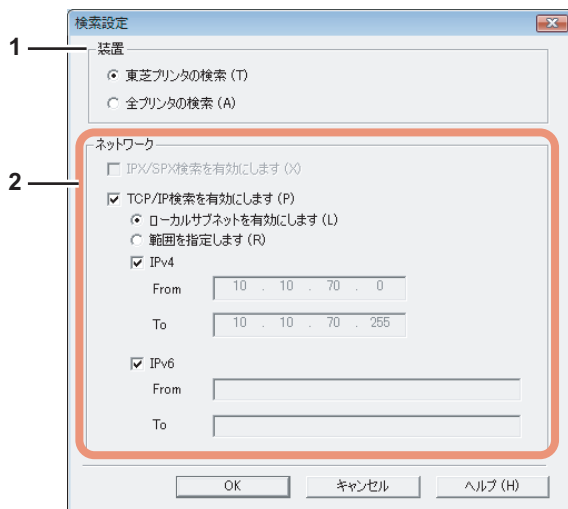 検索設定
1
装置
東芝プリンタの検索 (T)
全プリンタの検索 (A)
2
ネットワーク
IPX/SPX検索を有効にします (X)
TCP/IP検索を有効にします (P)
ローカルサブネットを有効にします (L)
範囲を指定します (R)
IPv4
From 10 . 10 . 70 . 0
To 10 . 10 . 70 . 255
IPv6
From
To
OK キャンセル ヘルプ (H)